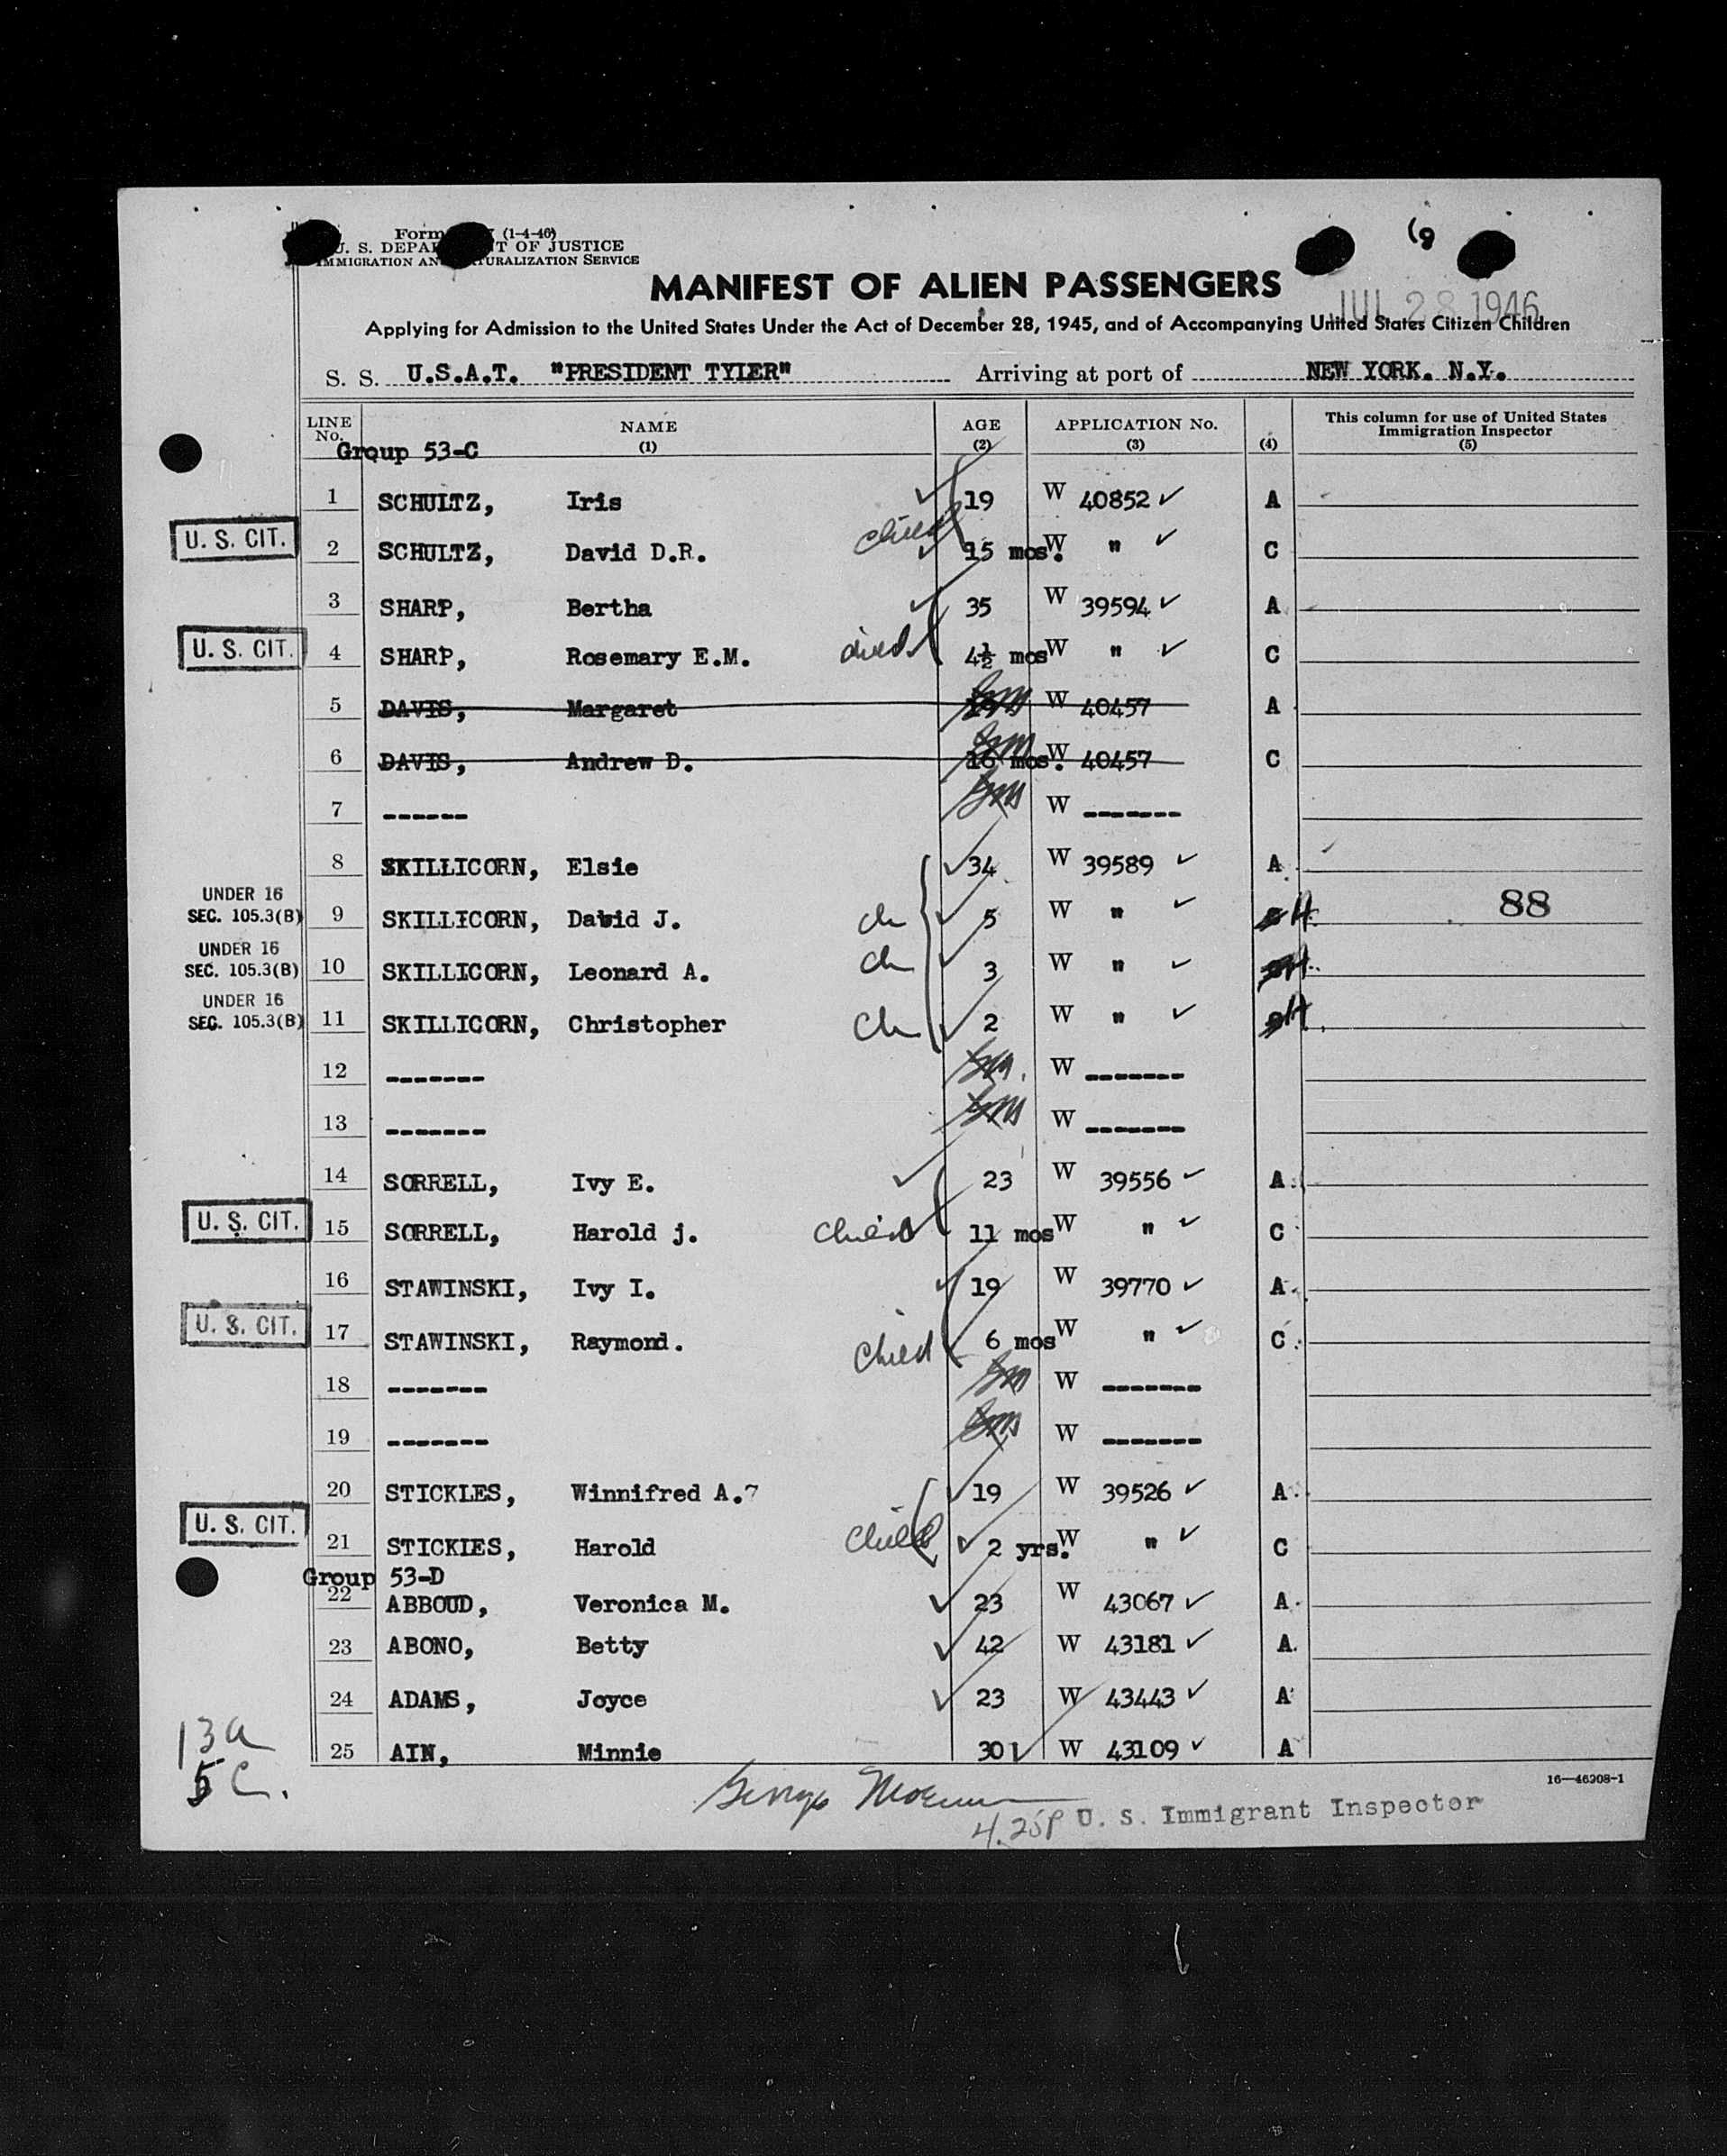 Form (1-4-46)
U. S. DEPARTMENT OF JUSTICE
IMMIGRATION AND NATURALIZATION SERVICE
MANIFEST OF ALIEN PASSENGERS
JUL 28 1946
Applying for Admission to the United States Under the Act of December 28, 1945, and of Accompanying United States Citizen Children
S. S. U.S.A.T. "PRESIDENT TYLER" Arriving at port of NEW YORK. N.Y.
LINE No. NAME (1) AGE (2) APPLICATION No. (3) (4) This column for use of United States Immigration Inspector (5)
Group 53-C
1 SCHULTZ, Iris 19 W 40852 ✓ A
U. S. CIT. 2 SCHULTZ, David D.R. child 15 mos. W " ✓ C
3 SHARP, Bertha 35 W 39594 ✓ A
U. S. CIT. 4 SHARP, Rosemary E.M. 4½ mos W " ✓ C
5 DAVIS, Margaret W 40457 A
6 DAVIS, Andrew D. 16 mos. W 40457 C
7 ------ W -------
8 SKILLICORN, Elsie 34 W 39589 ✓ A
UNDER 16 SEC. 105.3(B) 9 SKILLICORN, David J. ch 5 W " ✓ H 88
UNDER 16 SEC. 105.3(B) 10 SKILLICORN, Leonard A. ch 3 W " ✓ H
UNDER 16 SEC. 105.3(B) 11 SKILLICORN, Christopher ch 2 W " ✓ H
12 ------- W -------
13 ------- W -------
14 SORRELL, Ivy E. 23 W 39556 ✓ A
U. S. CIT. 15 SORRELL, Harold j. child 11 mos W " ✓ C
16 STAWINSKI, Ivy I. 19 W 39770 ✓ A
U. S. CIT. 17 STAWINSKI, Raymond. child 6 mos W " ✓ C
18 ------- W -------
19 ------- W -------
20 STICKLES, Winnifred A. 19 W 39526 ✓ A
U. S. CIT. 21 STICKIES, Harold child 2 yrs. W " ✓ C
Group 53-D
22 ABBOUD, Veronica M. 23 W 43067 ✓ A
23 ABONO, Betty 42 W 43181 ✓ A.
24 ADAMS, Joyce 23 W 43443 ✓ A
25 AIN, Minnie 30 W 43109 ✓ A
13a
5C.
16—46208-1
4.25P U. S. Immigrant Inspector